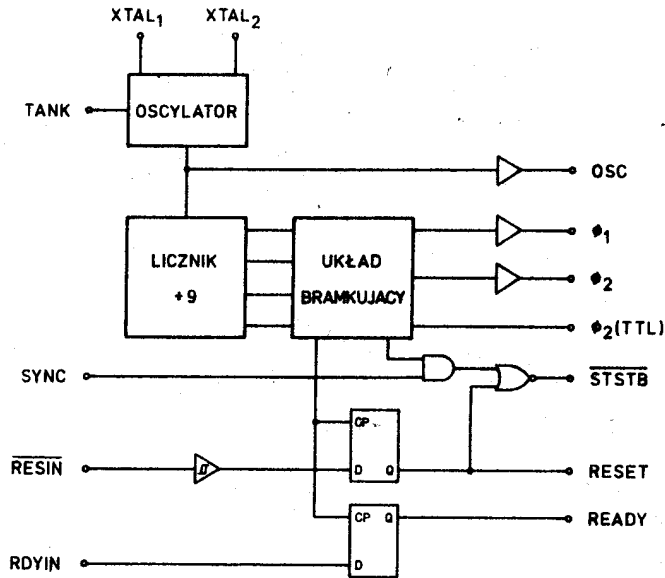 XTAL1 XTAL2
TANK
OSCYLATOR
OSC
LICZNIK
÷9
UKŁAD
BRAMKUJACY
ϕ1
ϕ2
ϕ2(TTL)
SYNC
STSTB
CP
D Q
RESIN
RESET
CP Q
D
READY
RDYIN